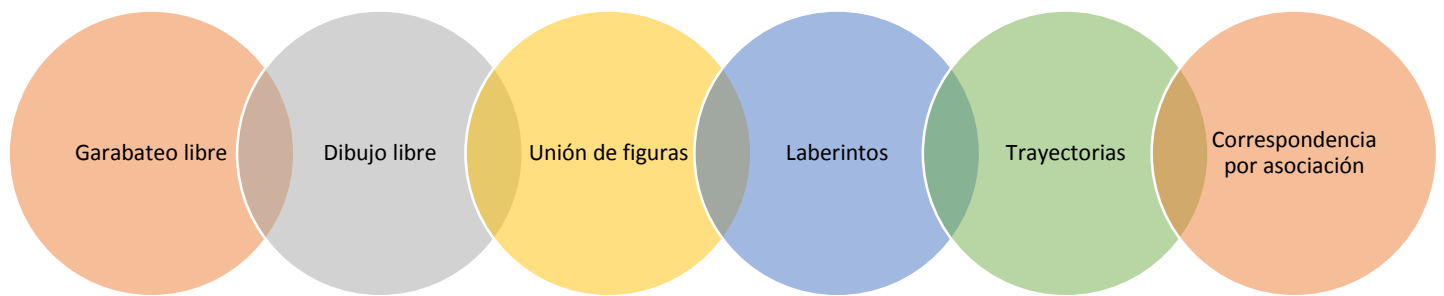 Garabateo libre
Dibujo libre
Unión de figuras
Laberintos
Trayectorias
Correspondencia
por asociación